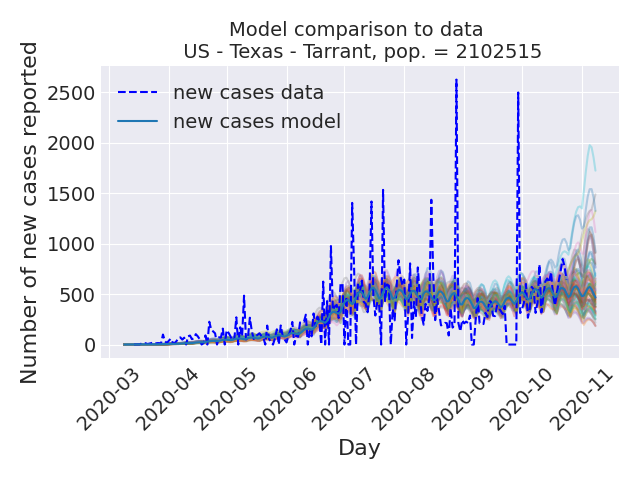 Model comparison to data
US - Texas - Tarrant, pop. = 2102515
new cases data
new cases model
Number of new cases reported
2500
2000
1500
1000
500
0
2020-03
2020-04
2020-05
2020-06
2020-07
2020-08
2020-09
2020-10
2020-11
Day